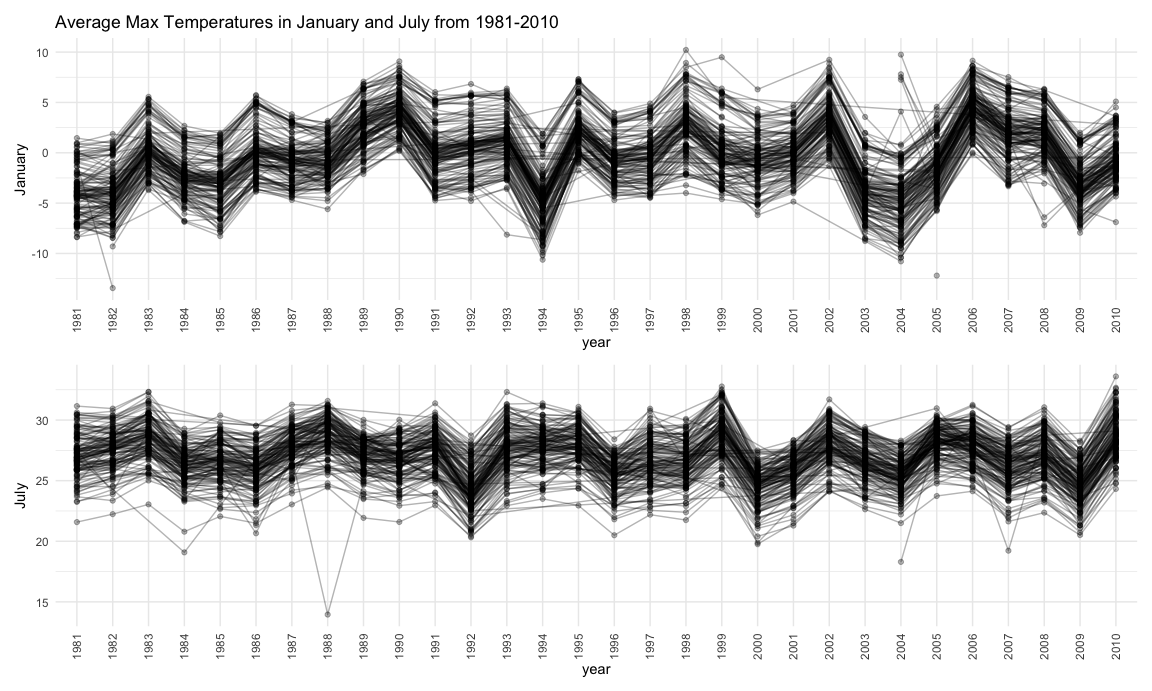 Average Max Temperatures in January and July from 1981-2010
10
5
0
-5
-10
January
1981 1982 1983 1984 1985 1986 1987 1988 1989 1990 1991 1992 1993 1994 1995 1996 1997 1998 1999 2000 2001 2002 2003 2004 2005 2006 2007 2008 2009 2010
year
30
25
20
15
July
1981 1982 1983 1984 1985 1986 1987 1988 1989 1990 1991 1992 1993 1994 1995 1996 1997 1998 1999 2000 2001 2002 2003 2004 2005 2006 2007 2008 2009 2010
year